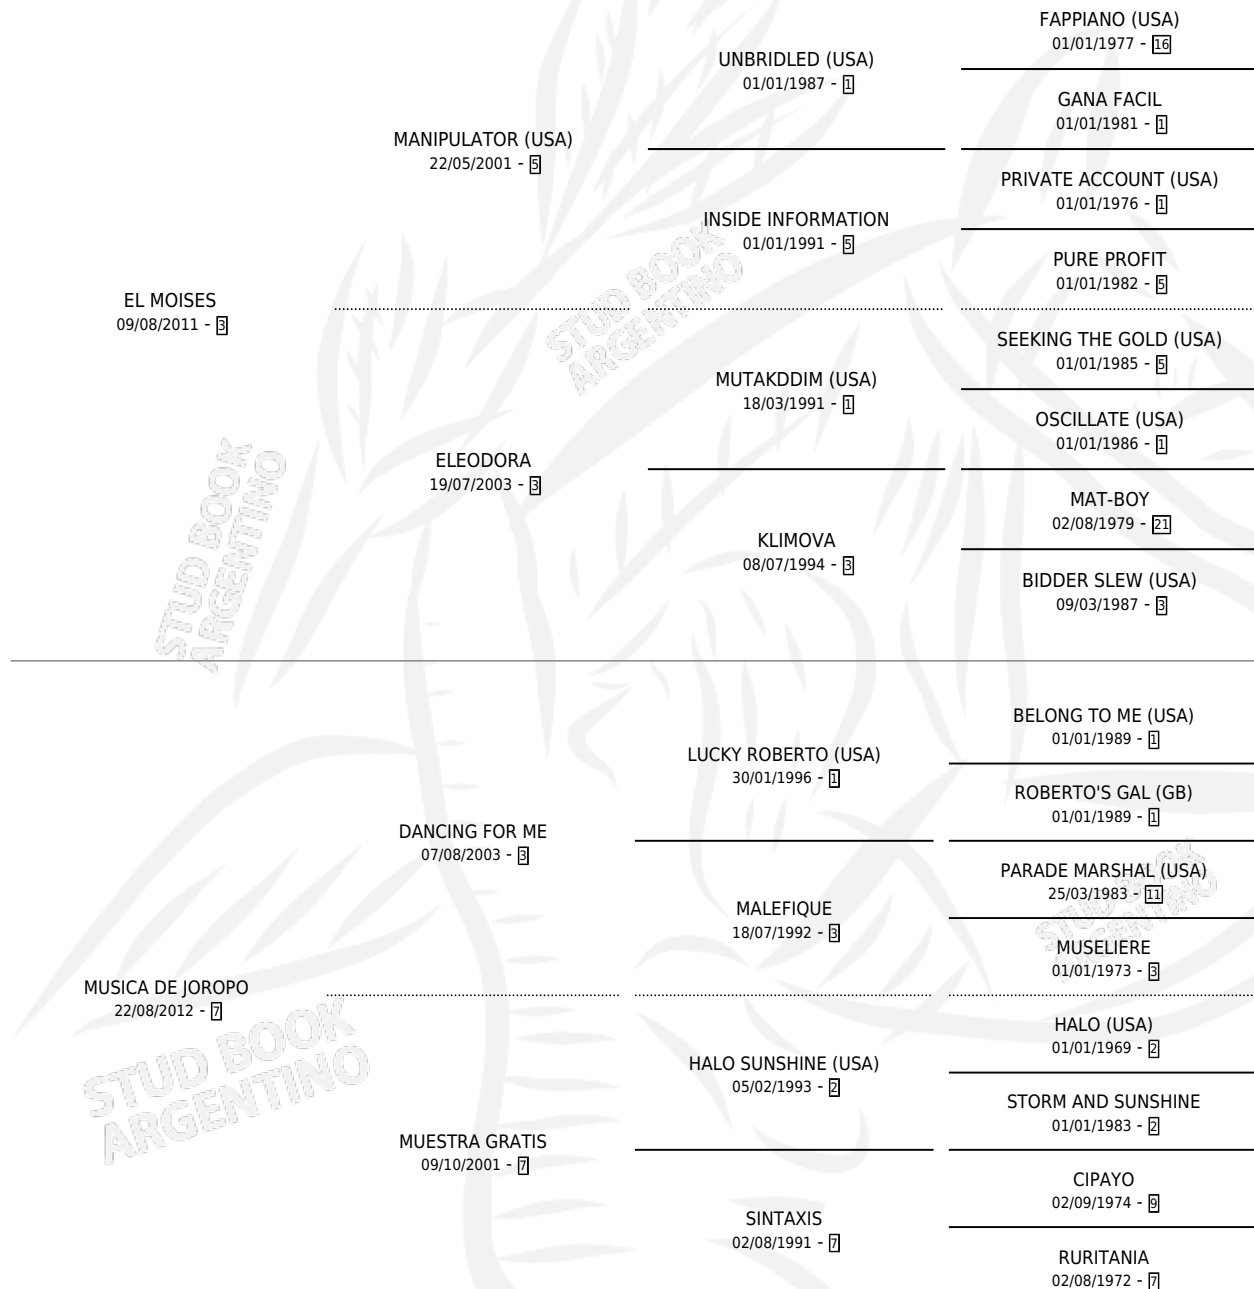 EL MOISES
09/08/2011 - 3
MANIPULATOR (USA)
22/05/2001 - 5
UNBRIDLED (USA)
01/01/1987 - 1
FAPPIANO (USA)
01/01/1977 - 16
GANA FACIL
01/01/1981 - 1
INSIDE INFORMATION
01/01/1991 - 5
PRIVATE ACCOUNT (USA)
01/01/1976 - 1
PURE PROFIT
01/01/1982 - 5
ELEODORA
19/07/2003 - 3
MUTAKDDIM (USA)
18/03/1991 - 1
SEEKING THE GOLD (USA)
01/01/1985 - 5
OSCILLATE (USA)
01/01/1986 - 1
KLIMOVA
08/07/1994 - 3
MAT-BOY
02/08/1979 - 21
BIDDER SLEW (USA)
09/03/1987 - 3
MUSICA DE JOROPO
22/08/2012 - 7
DANCING FOR ME
07/08/2003 - 3
LUCKY ROBERTO (USA)
30/01/1996 - 1
BELONG TO ME (USA)
01/01/1989 - 1
ROBERTO'S GAL (GB)
01/01/1989 - 1
MALEFIQUE
18/07/1992 - 3
PARADE MARSHAL (USA)
25/03/1983 - 11
MUSELIERE
01/01/1973 - 3
MUESTRA GRATIS
09/10/2001 - 7
HALO SUNSHINE (USA)
05/02/1993 - 2
HALO (USA)
01/01/1969 - 2
STORM AND SUNSHINE
01/01/1983 - 2
SINTAXIS
02/08/1991 - 7
CIPAYO
02/09/1974 - 9
RURITANIA
02/08/1972 - 7
STUD BOOK
ARGENTINO
STUD BOOK
ARGENTINO
STUD BOOK
ARGENTINO
STUD BOOK
ARGENTINO